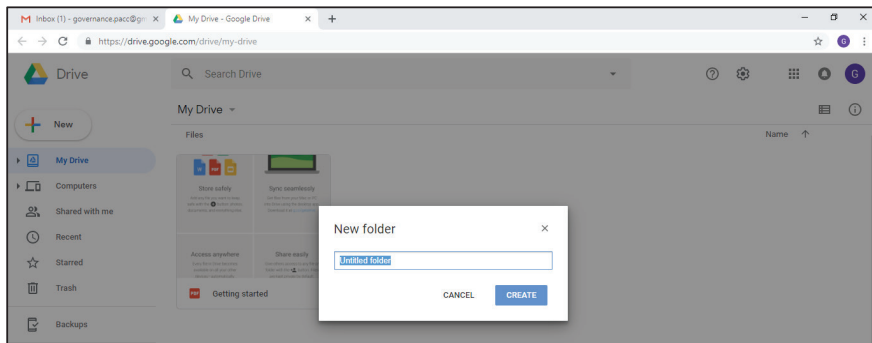 Inbox (1) - governance.pacc@gm
My Drive - Google Drive
https://drive.google.com/drive/my-drive
Drive
Search Drive
G
G
My Drive
New
Files
Name
My Drive
Computers
Shared with me
Recent
Starred
Trash
Backups
Store safely
Sync seamlessly
Access anywhere
Share easily
PDF
Getting started
New folder
Untitled folder
CANCEL
CREATE